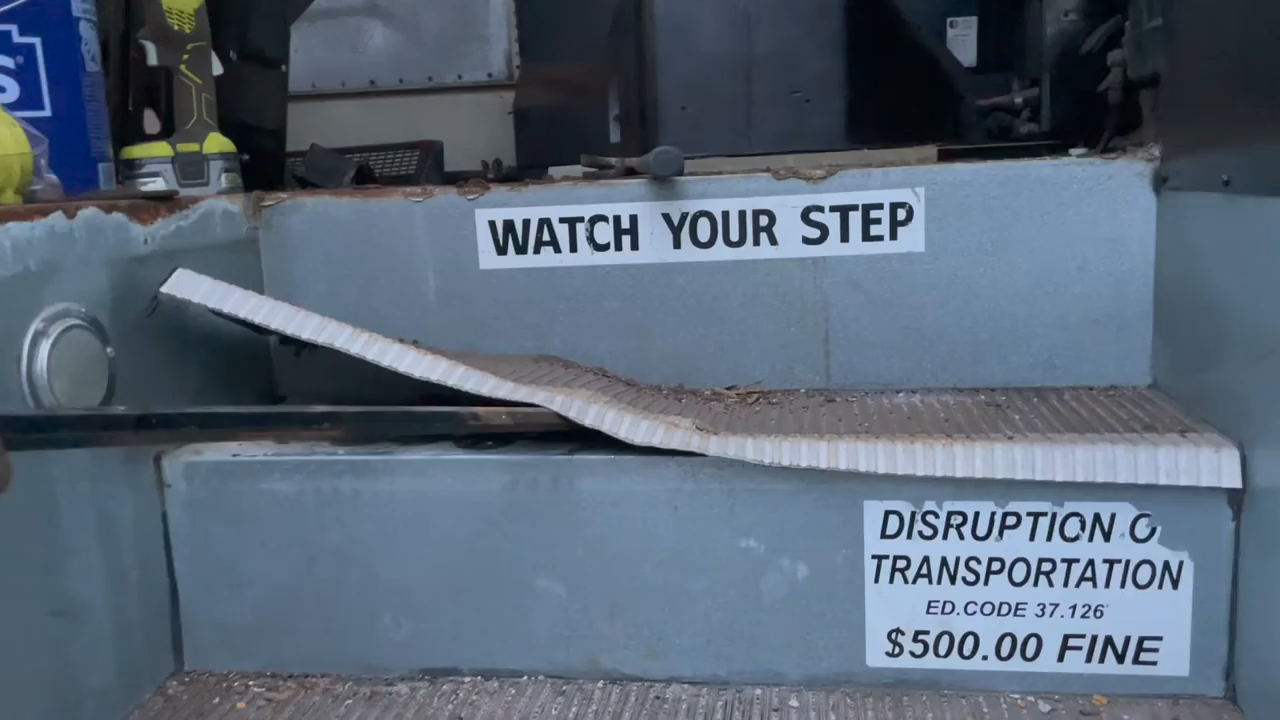 WATCH YOUR STEP
DISRUPTION O
TRANSPORTATION
ED.CODE 37.126
$500.00 FINE